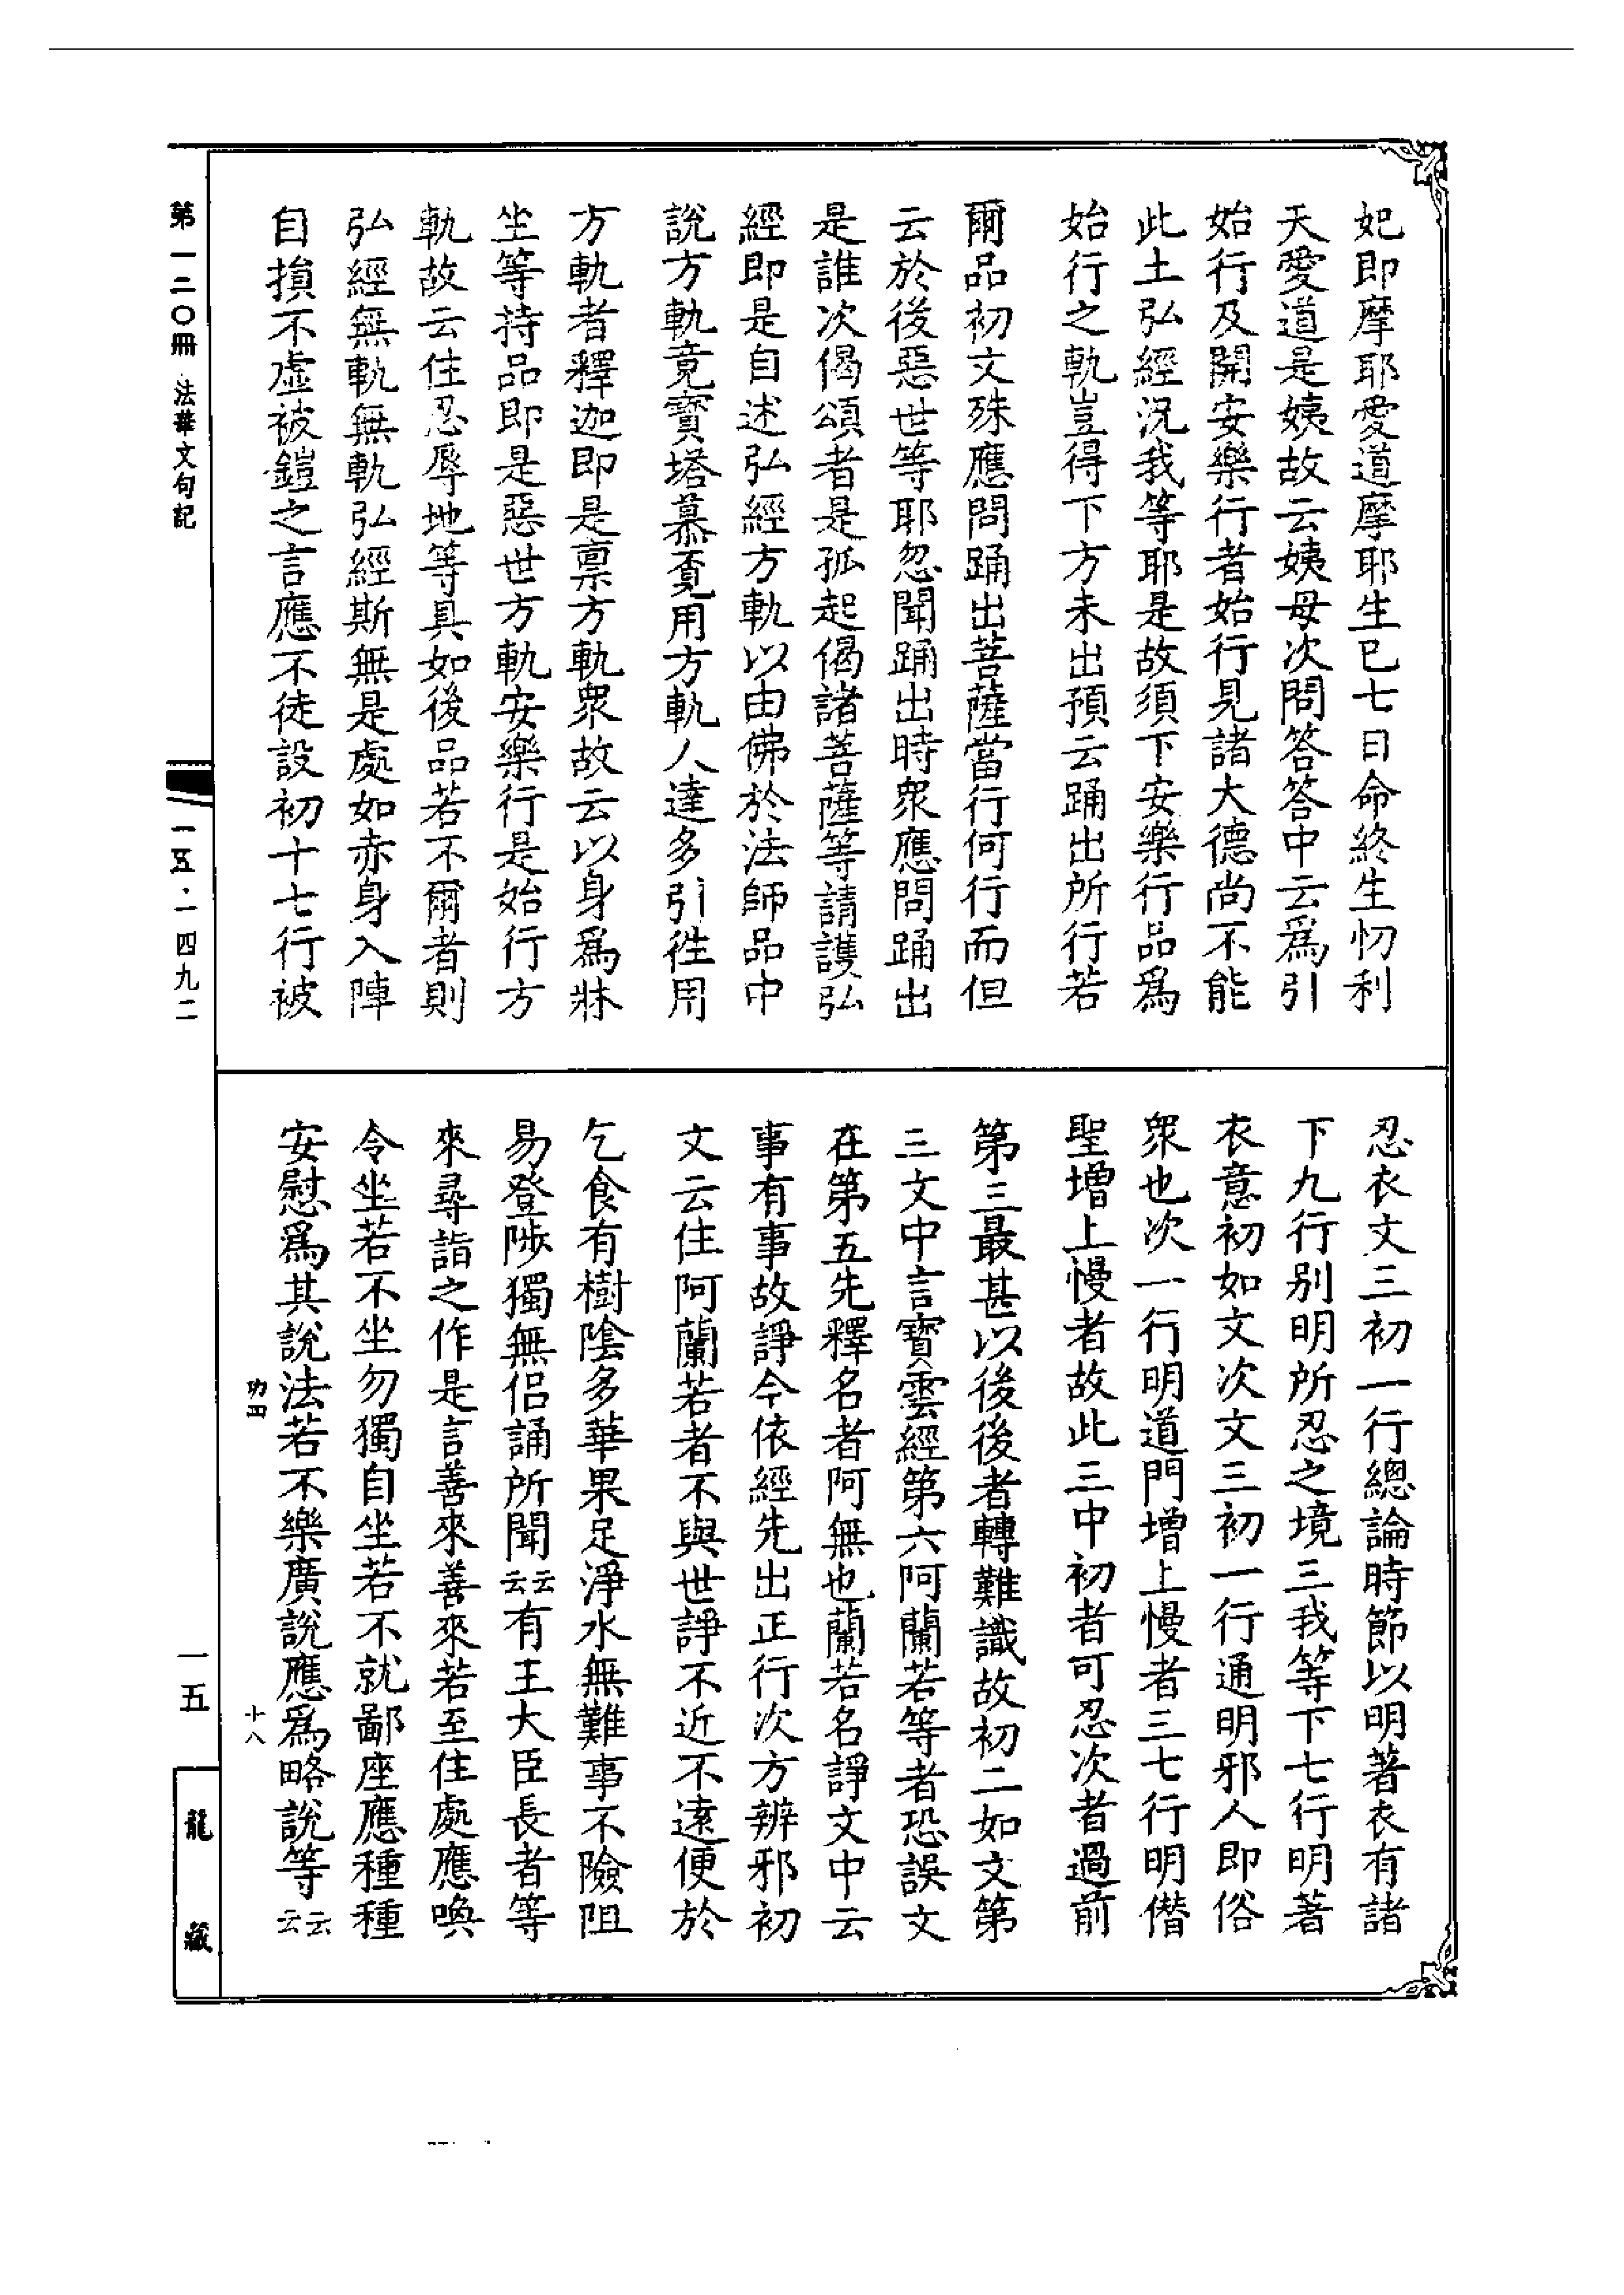 妃即摩耶愛道摩耶生已七日命終生忉利
天愛道是姨故云姨母次問答答中云爲引
始行及開安樂行者始行見諸大德尚不能
此土弘經況我等耶是故須下安樂行品爲
始行之軌豈得下方未出預云踊出所行若
爾品初文殊應問踊出菩薩當行何行而但
云於後惡世等耶忽聞踊出時衆應問踊出
是誰次偈頌者是孤起偈諸菩薩等請護弘
經即是自述弘經方軌以由佛於法師品中
說方軌竟寶塔慕覔用方軌人達多引徃用
方軌者釋迦即是禀方軌衆故云以身爲牀
坐等持品即是惡世方軌安樂行是始行方
軌故云住忍辱地等具如後品若不爾者則
弘經無軌無軌弘經斯無是處如赤身入陣
自損不虛被鎧之言應不徒設初十七行被
忍衣文三初一行總論時節以明著衣有諸
下九行別明所忍之境三我等下七行明著
衣意初如文次文三初一行通明邪人即俗
衆也次一行明道門增上慢者三七行明僭
聖增上慢者故此三中初者可忍次者過前
第三最甚以後後者轉難識故初二如文第
三文中言寶雲經第六阿蘭若等者恐誤文
在第五先釋名者阿無也蘭若名諍文中云
事有事故諍今依經先出正行次方辨邪初
文云住阿蘭若者不與世諍不近不遠便於
乞食有樹陰多華果足淨水無難事不險阻
易登陟獨無侶誦所聞云云有王大臣長者等
來尋詣之作是言善來善來若至住處應喚
令坐若不坐勿獨自坐若不就鄙座應種種
安慰爲其說法若不樂廣說應爲略說等云云
功四
十八
第一二〇冊 法華文句記
一五·一四九二
一五
龍藏